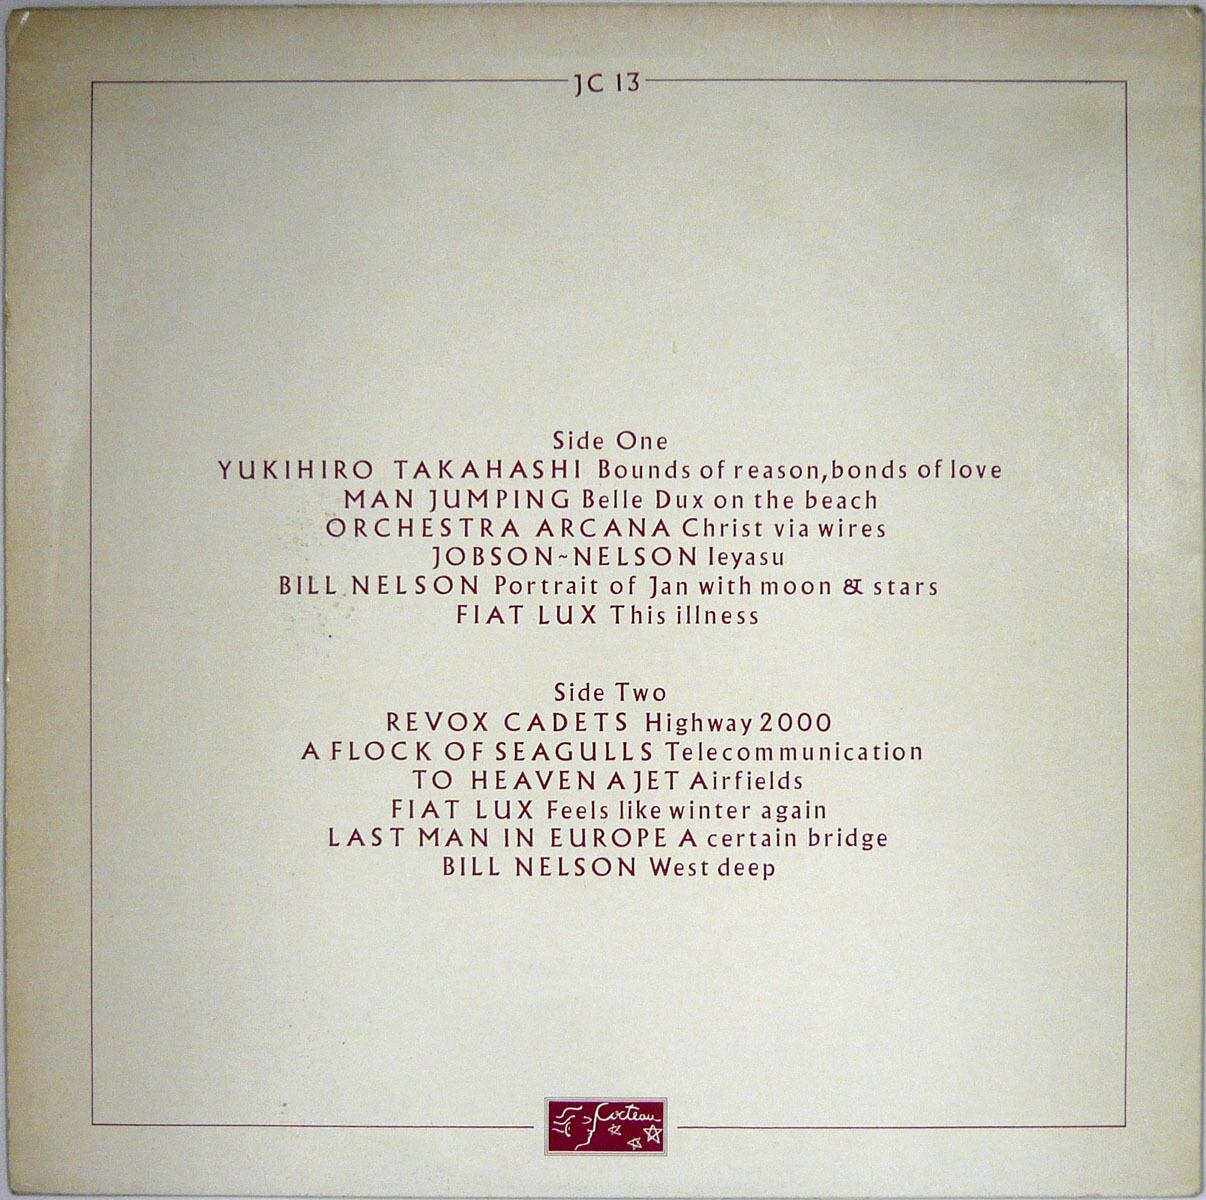 JC 13
Side One
YUKIHIRO TAKAHASHI Bounds of reason,bonds of love
MAN JUMPING Belle Dux on the beach
ORCHESTRA ARCANA Christ via wires
JOBSON~NELSON Ieyasu
BILL NELSON Portrait of Jan with moon & stars
FIAT LUX This illness
Side Two
REVOX CADETS Highway 2000
A FLOCK OF SEAGULLS Telecommunication
TO HEAVEN A JET Airfields
FIAT LUX Feels like winter again
LAST MAN IN EUROPE A certain bridge
BILL NELSON West deep
Cocteau